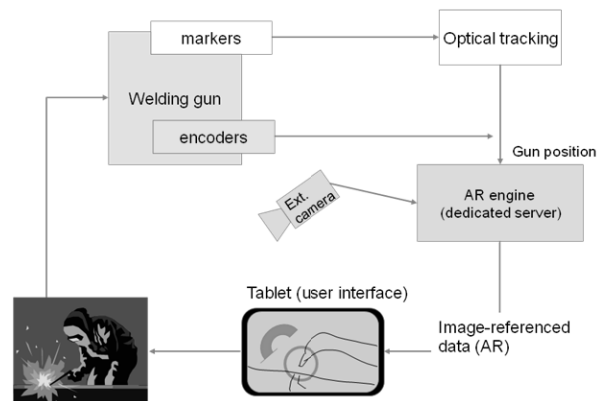 markers
Optical tracking
Welding gun
encoders
Gun position
Ext.
camera
AR engine
(dedicated server)
Tablet (user interface)
Image-referenced
data (AR)